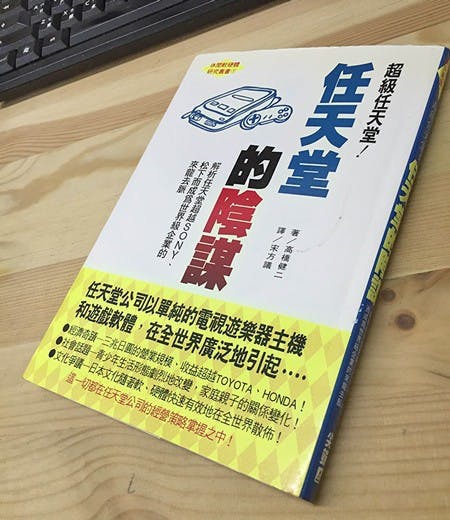 休閒軟硬體
研究叢書①
超級任天堂！
任天堂
的陰謀
解析任天堂超越SONY、
松下而成為世界級企業的
來龍去脈
著／高橋健二
譯／宋方議
任天堂公司以單純的電視遊樂器主機
和遊戲軟體，在全世界廣泛地引起‥‥
●經濟奇蹟—三兆日圓的營業規模、收益超越TOYOTA、HONDA！
●社會話題—青少年生活形態劇烈地改變，家庭親子的關係變化！
●文化爭議—日本文化隨著軟、硬體快速有效地在全世界散佈！
這一切都在任天堂公司的經營策略掌握之中！